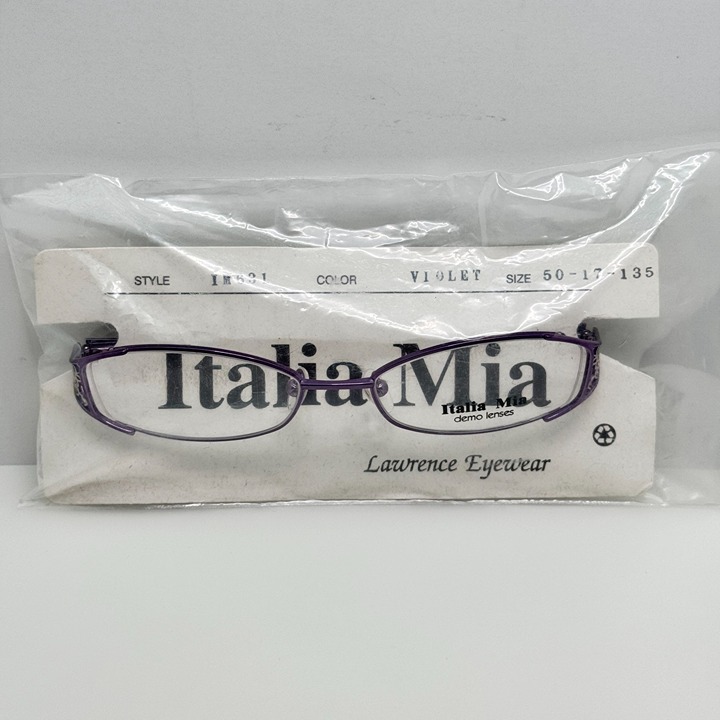 STYLE COLOR VIOLET SIZE 50-17-135
Italia Mia
Italia Mia
demo lenses
Lawrence Eyewear